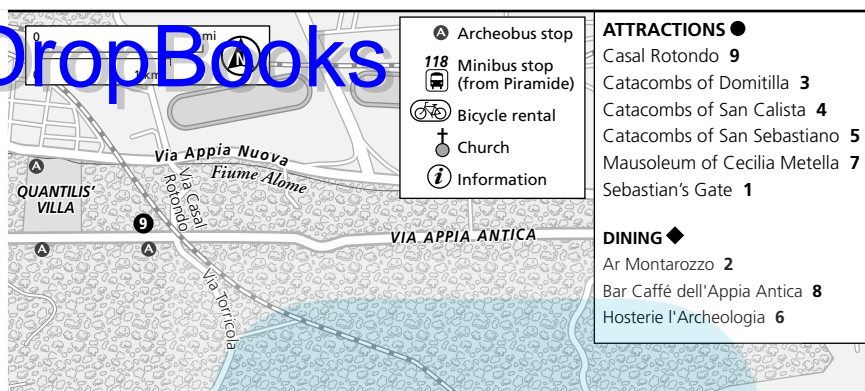 DropBooks
0
mi
0
1 km
N
A Archeobus stop
118 Minibus stop
(from Piramide)
Bicycle rental
Church
i Information
ATTRACTIONS
Casal Rotondo 9
Catacombs of Domitilla 3
Catacombs of San Calista 4
Catacombs of San Sebastiano 5
Mausoleum of Cecilia Metella 7
Sebastian's Gate 1
DINING
Ar Montarozzo 2
Bar Caffé dell'Appia Antica 8
Hosterie l'Archeologia 6
Via Appia Nuova
Fiume Alome
A
QUANTILIS'
VILLA
Via Casal
Rotondo
9
A
A
VIA APPIA ANTICA
Via Torricola